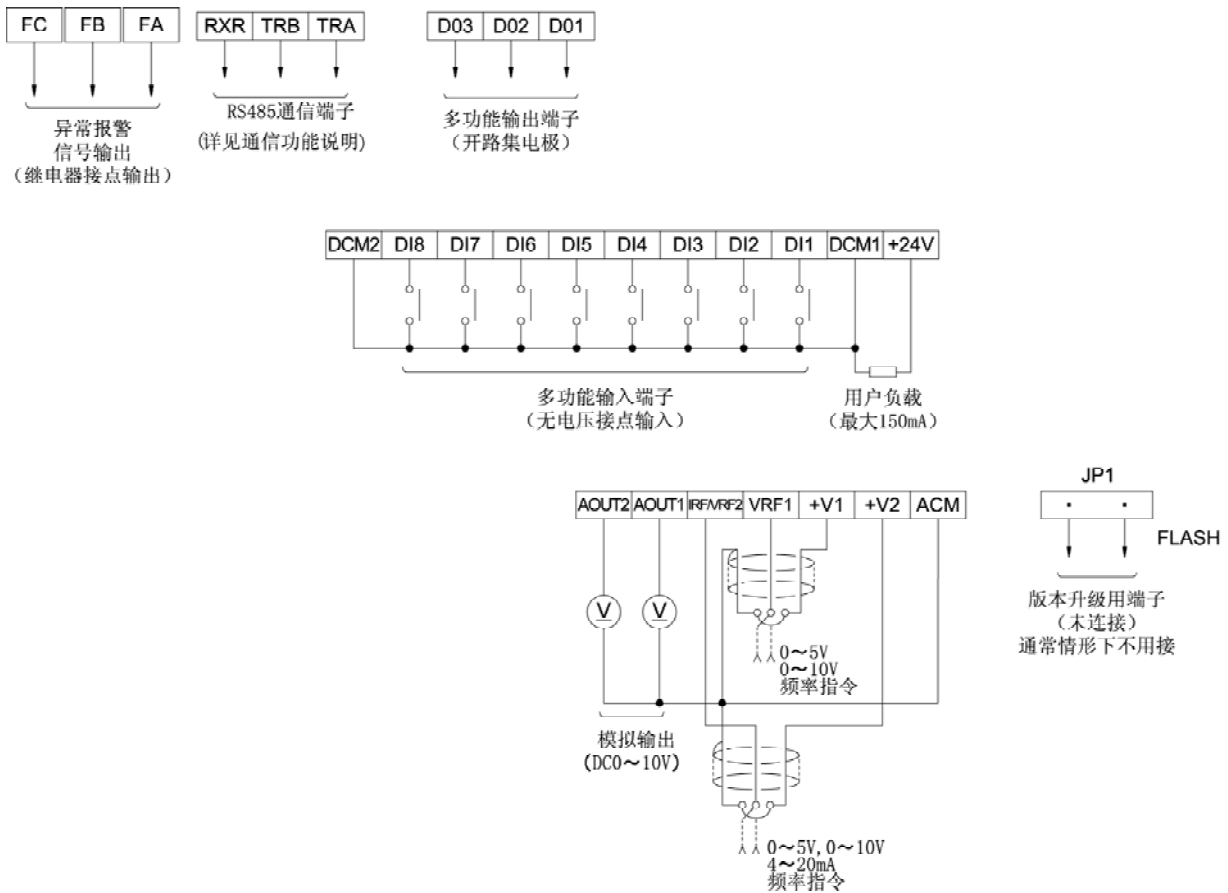 FC FB FA RXR TRB TRA D03 D02 D01
异常报警
信号输出
（继电器接点输出）
RS485通信端子
(详见通信功能说明)
多功能输出端子
（开路集电极）
DCM2 DI8 DI7 DI6 DI5 DI4 DI3 DI2 DI1 DCM1 +24V
多功能输入端子
（无电压接点输入）
用户负载
（最大150mA）
AOUT2 AOUT1 IRF/VRF2 VRF1 +V1 +V2 ACM
V V
0～5V
0～10V
频率指令
模拟输出
(DC0～10V)
0～5V,0～10V
4～20mA
频率指令
JP1
FLASH
版本升级用端子
（未连接）
通常情形下不用接